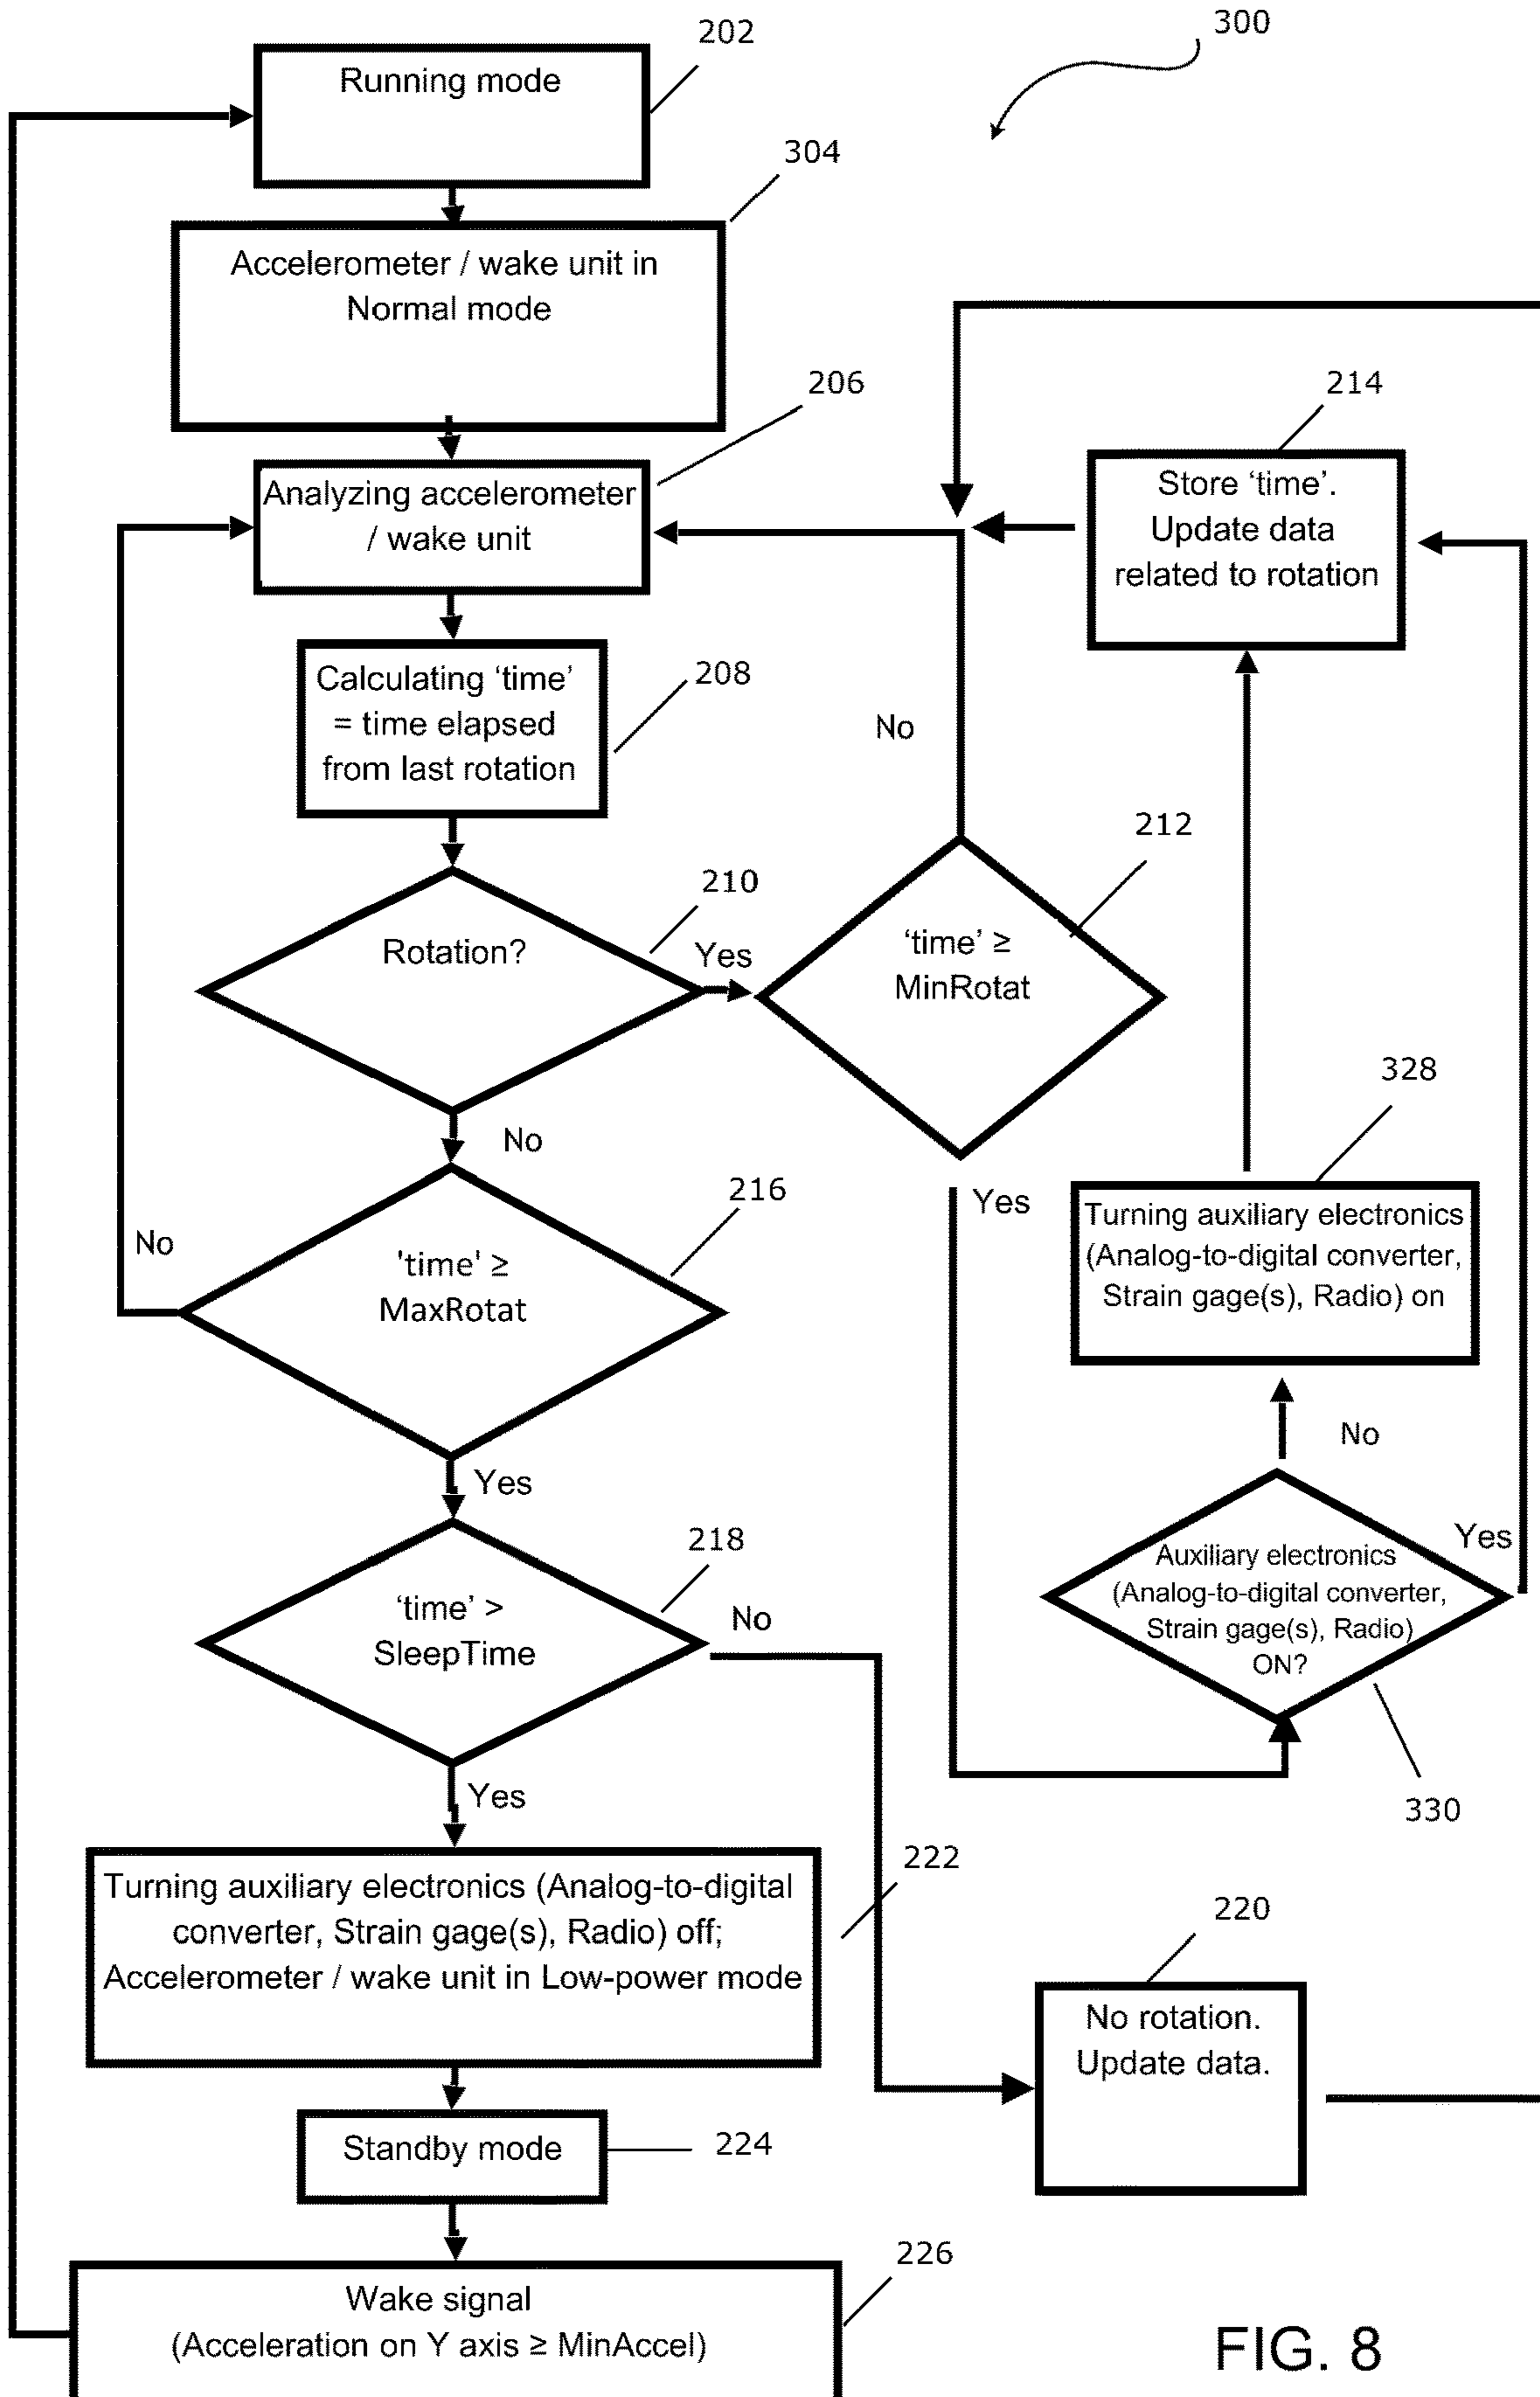 202
300
Running mode
304
Accelerometer / wake unit in
Normal mode
206
214
Analyzing accelerometer
/ wake unit
Store ‘time’.
Update data
related to rotation
Calculating ‘time’
= time elapsed
from last rotation
208
No
212
210
Rotation?
Yes
‘time’ ≥
MinRotat
328
No
216
Yes
Turning auxiliary electronics
(Analog-to-digital converter,
Strain gage(s), Radio) on
No
'time' ≥
MaxRotat
No
Yes
218
Yes
Auxiliary electronics
(Analog-to-digital converter,
Strain gage(s), Radio)
ON?
‘time’ >
SleepTime
No
330
Yes
222
Turning auxiliary electronics (Analog-to-digital
converter, Strain gage(s), Radio) off;
Accelerometer / wake unit in Low-power mode
220
No rotation.
Update data.
Standby mode
224
226
Wake signal
(Acceleration on Y axis ≥ MinAccel)
FIG. 8